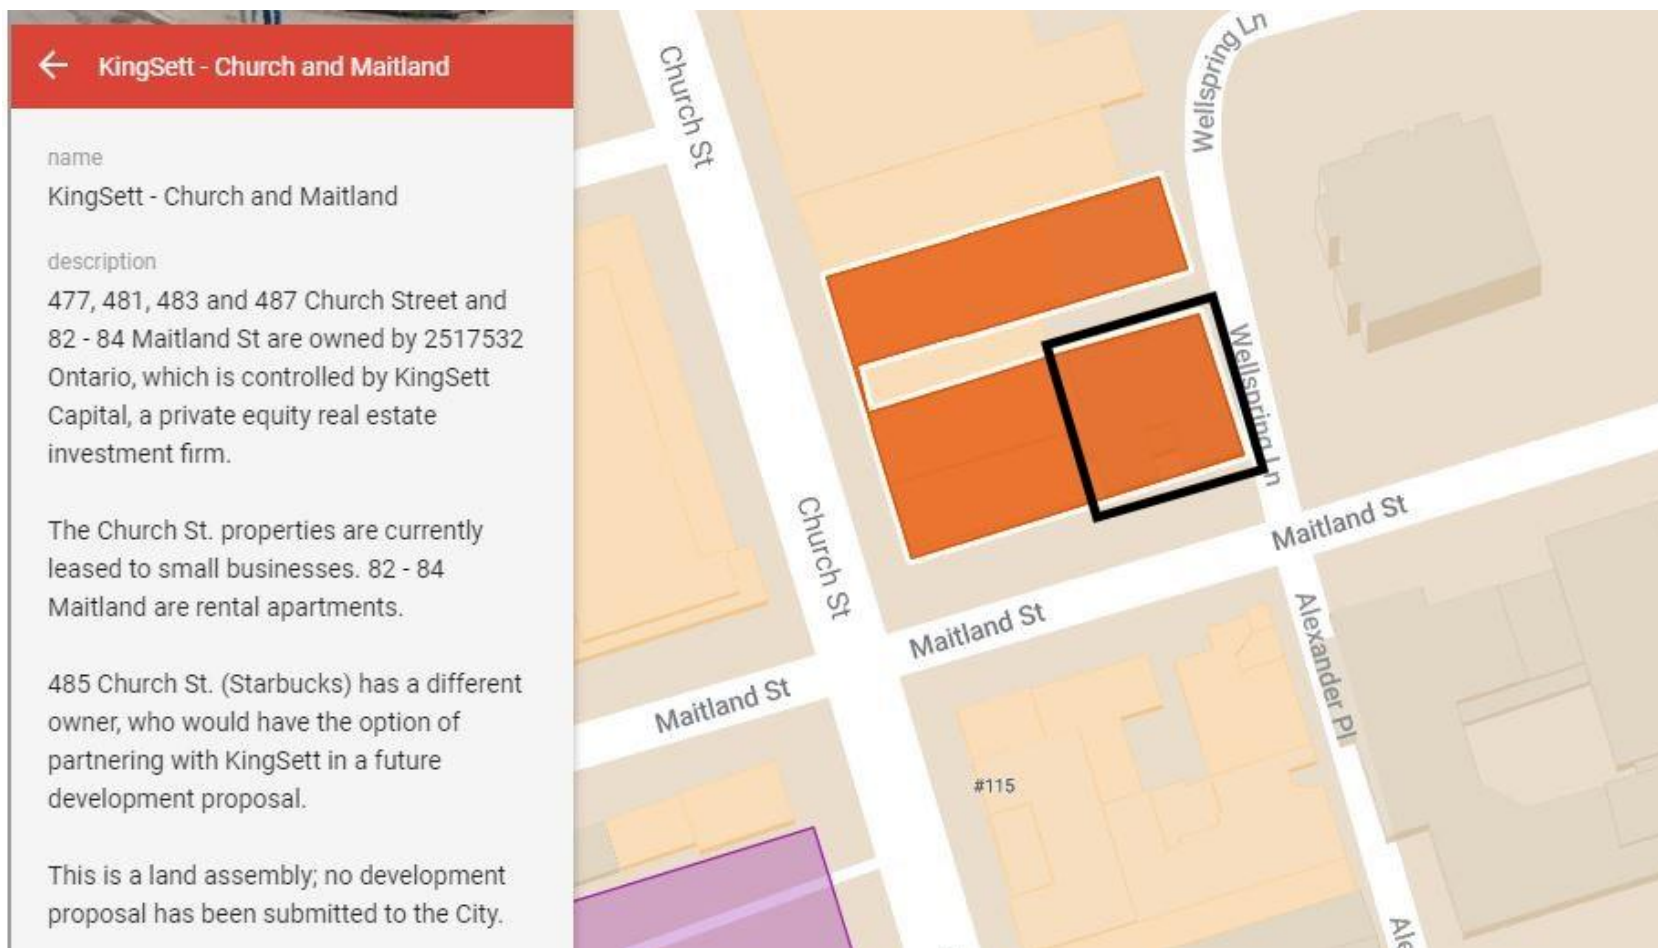 KingSett - Church and Maitland
name
KingSett - Church and Maitland
description
477, 481, 483 and 487 Church Street and
82 - 84 Maitland St are owned by 2517532
Ontario, which is controlled by KingSett
Capital, a private equity real estate
investment firm.
The Church St. properties are currently
leased to small businesses. 82 - 84
Maitland are rental apartments.
485 Church St. (Starbucks) has a different
owner, who would have the option of
partnering with KingSett in a future
development proposal.
This is a land assembly; no development
proposal has been submitted to the City.
Church St
Wellspring Ln
Wellspring Ln
Church St
Maitland St
Maitland St
Maitland St
Alexander Pl
#115
Ale